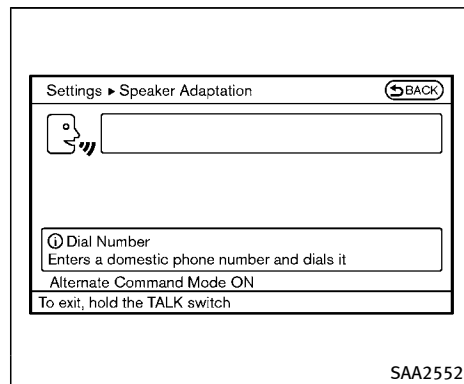 Settings ▸ Speaker Adaptation BACK
Dial Number
Enters a domestic phone number and dials it
Alternate Command Mode ON
To exit, hold the TALK switch
SAA2552